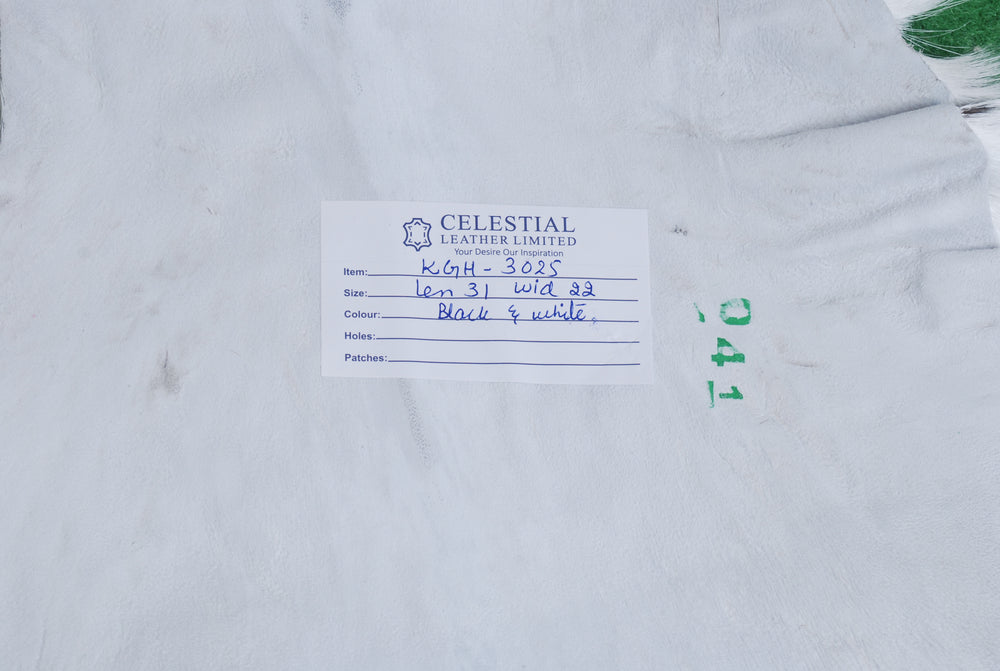 CELESTIAL
LEATHER LIMITED
Your Desire Our Inspiration
Item: KGH - 3025
Size: Len 31 Wid 22
Colour: Black & white.
Holes:
Patches:
041